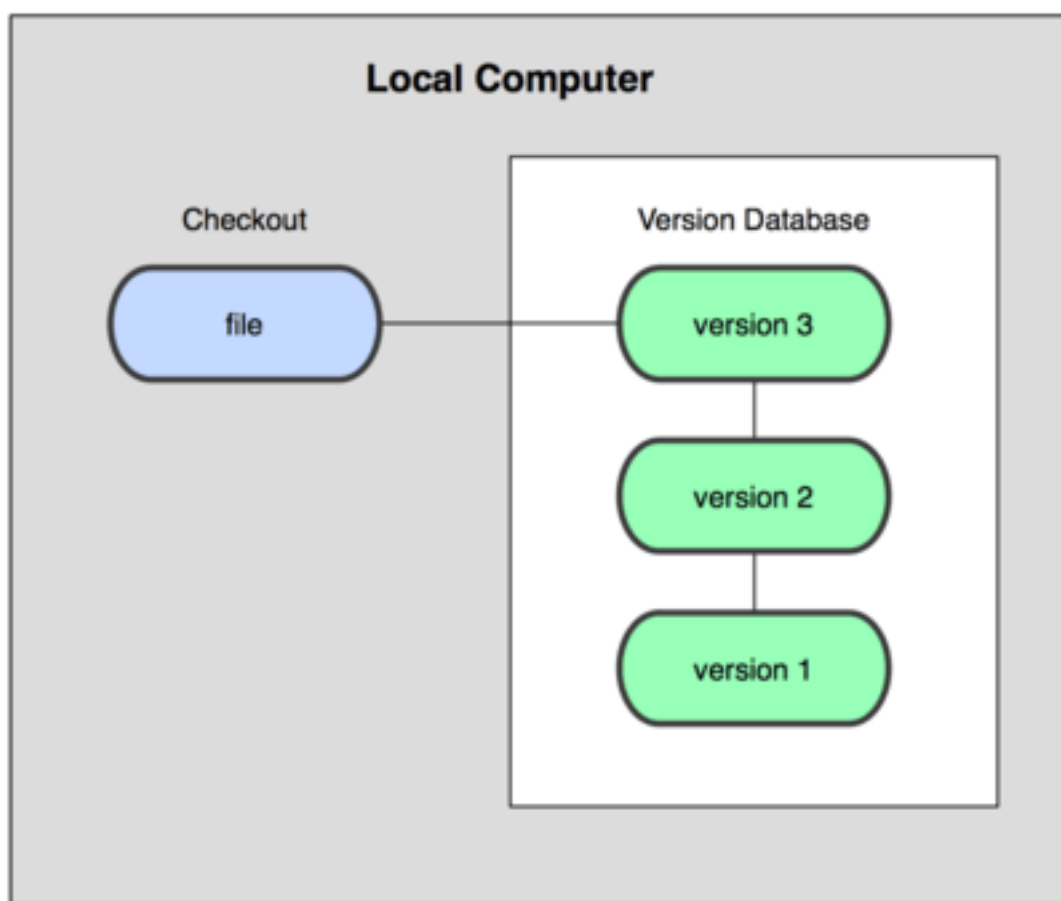 Local Computer
Checkout
Version Database
file
version 3
version 2
version 1